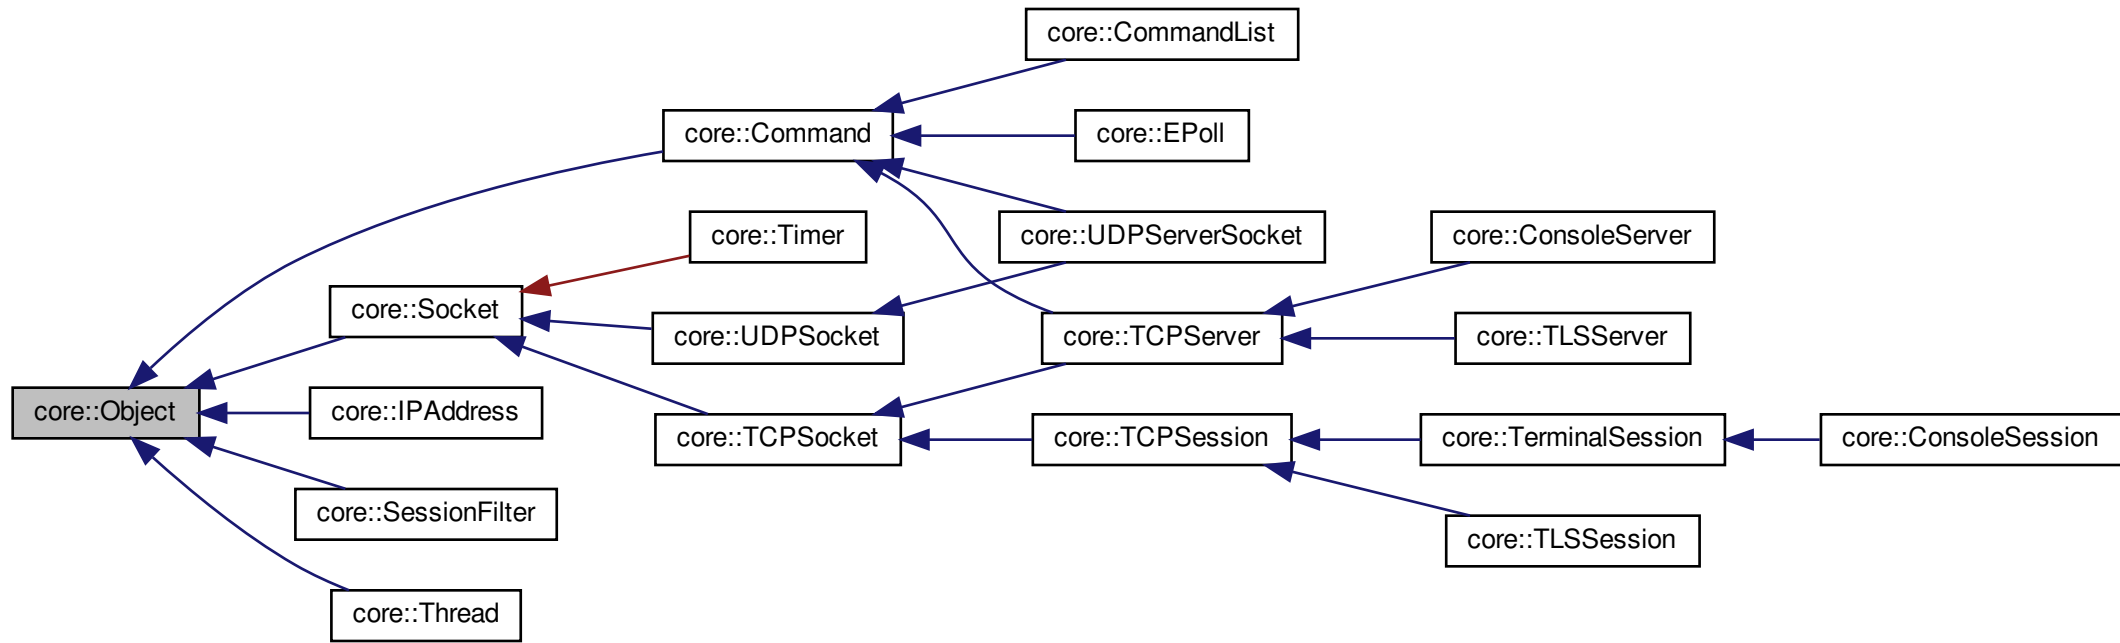 core::CommandList
core::Command
core::EPoll
core::Timer
core::UDPServerSocket
core::ConsoleServer
core::Socket
core::UDPSocket
core::TCPServer
core::TLSServer
core::Object
core::IPAddress
core::TCPSocket
core::TCPSession
core::TerminalSession
core::ConsoleSession
core::SessionFilter
core::TLSSession
core::Thread